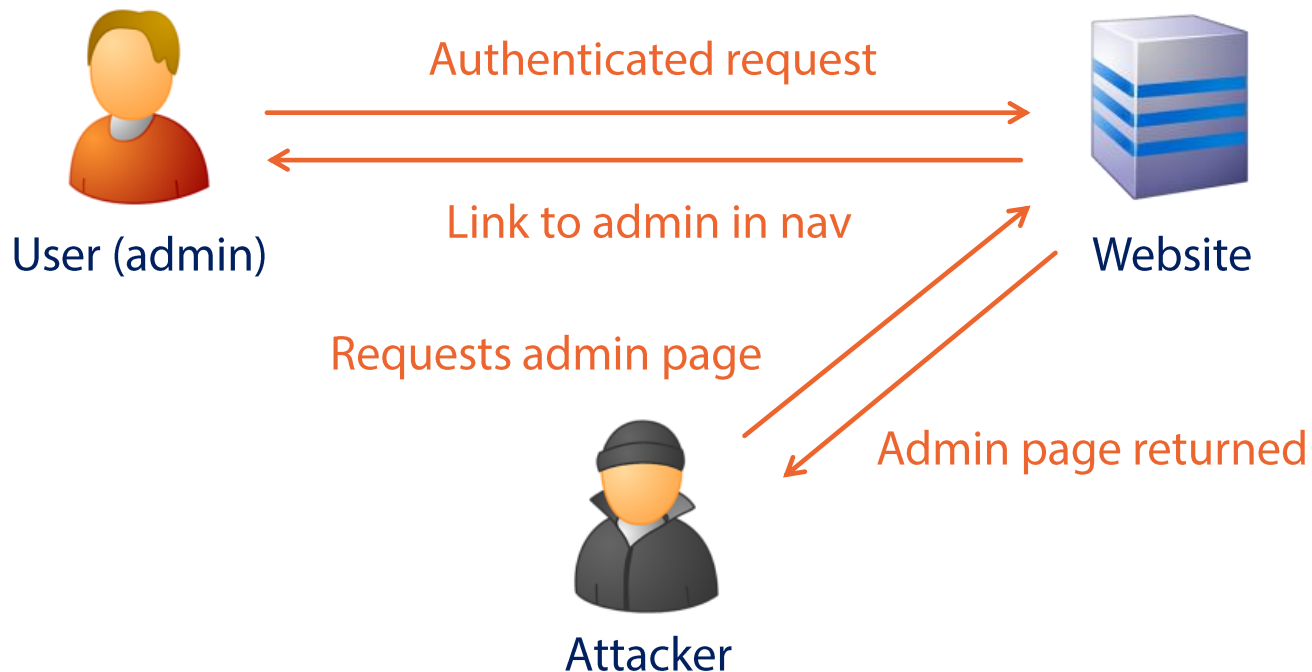 Authenticated request
Link to admin in nav
User (admin)
Website
Requests admin page
Admin page returned
Attacker